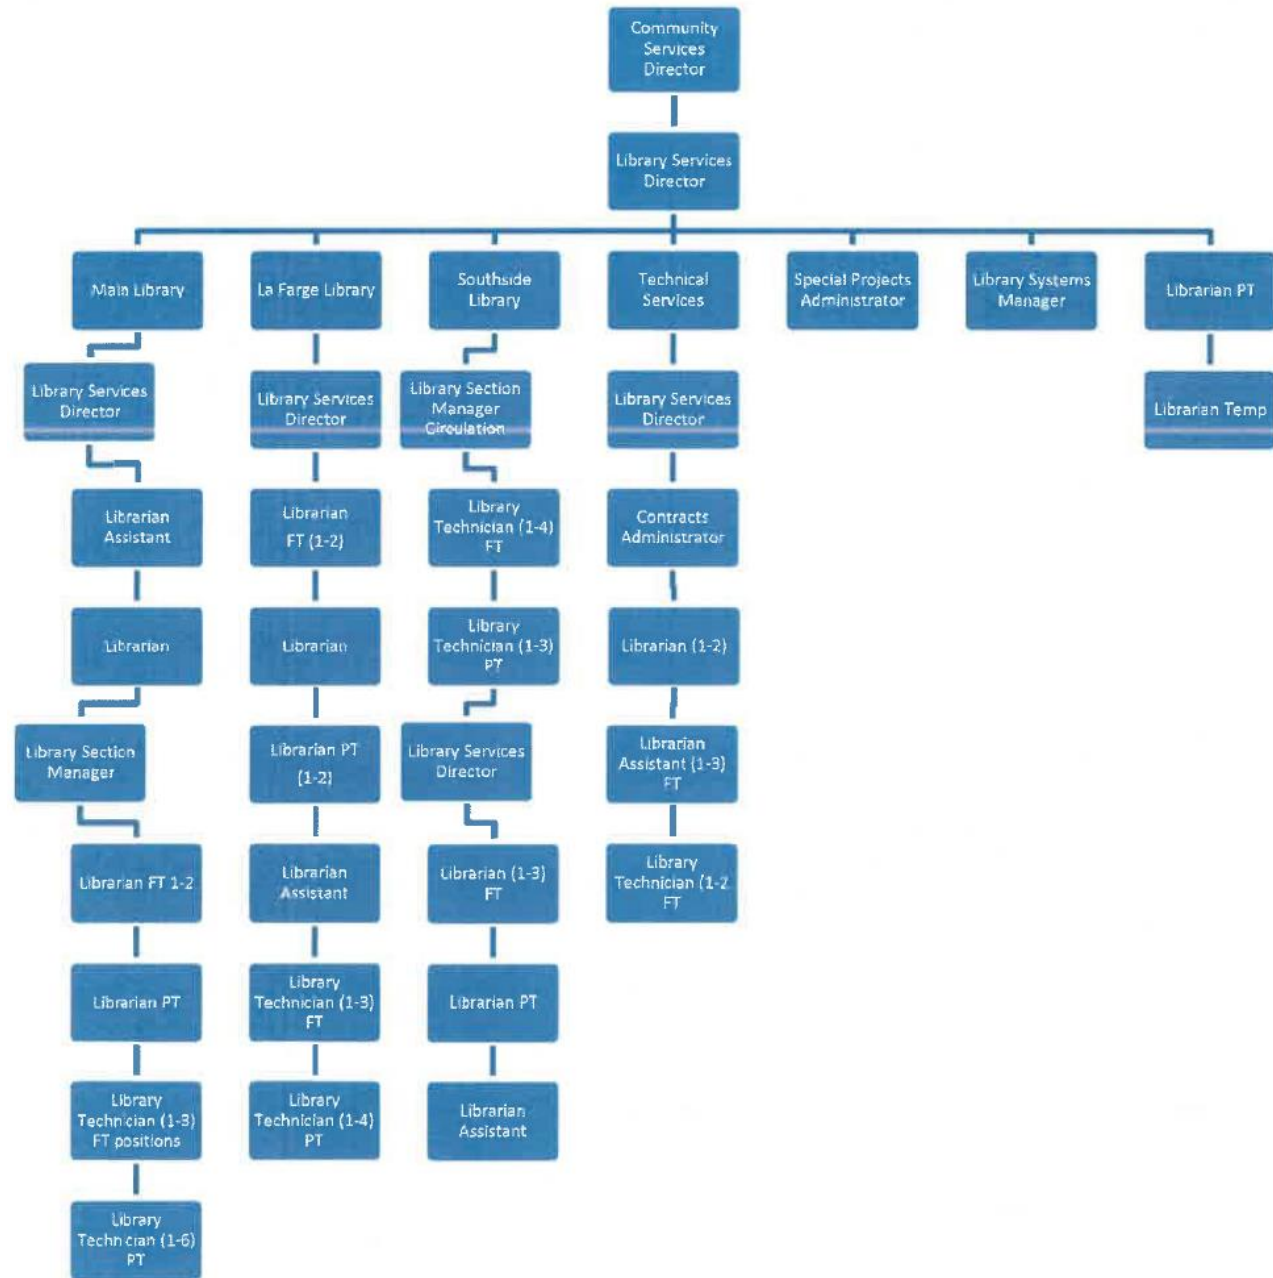 Community
Services
Director
Library Services
Director
Main Library
La Farge Library
Southside
Library
Technical
Services
Special Projects
Administrator
Library Systems
Manager
Librarian PT
Library Services
Director
Library Services
Director
Library Section
Manager
Circulation
Library Services
Director
Librarian Temp
Librarian
Assistant
Librarian
FT (1-2)
Library
Technician (1-4)
FT
Contracts
Administrator
Librarian
Librarian
Library
Technician (1-3)
PT
Librarian (1-2)
Library Section
Manager
Librarian PT
(1-2)
Library Services
Director
Librarian
Assistant (1-3)
FT
Librarian FT 1-2
Librarian
Assistant
Librarian (1-3)
FT
Library
Technician (1-2
FT
Librarian PT
Library
Technician (1-3)
FT
Librarian PT
Library
Technician (1-3)
FT positions
Library
Technician (1-4)
PT
Librarian
Assistant
Library
Technician (1-6)
PT